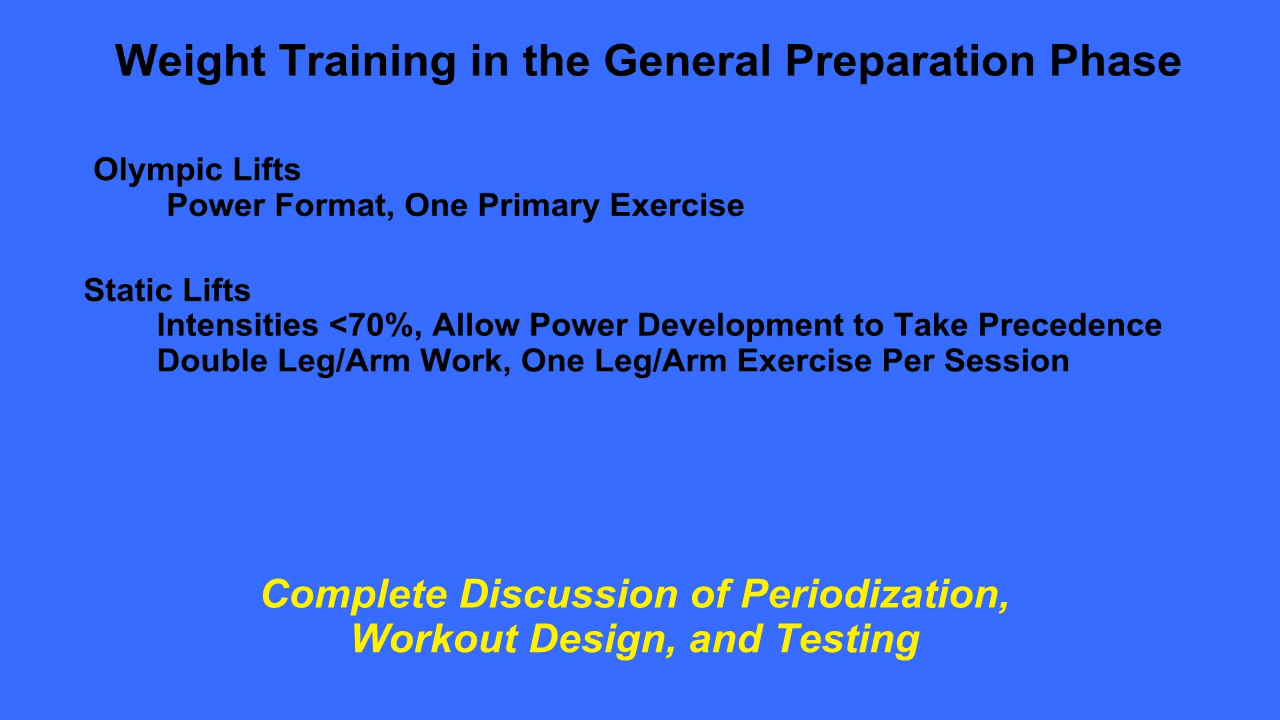 Weight Training in the General Preparation Phase
Olympic Lifts
Power Format, One Primary Exercise
Static Lifts
Intensities <70%, Allow Power Development to Take Precedence
Double Leg/Arm Work, One Leg/Arm Exercise Per Session
Complete Discussion of Periodization,
Workout Design, and Testing